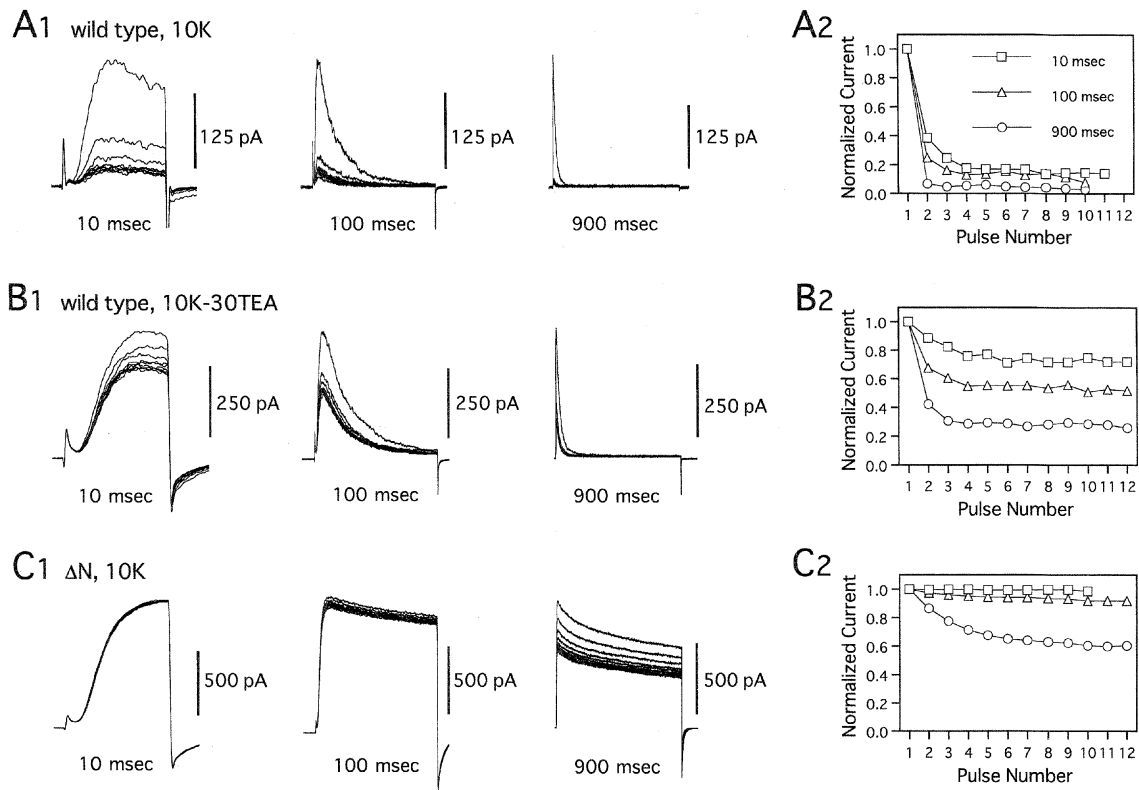 A1 wild type, 10K
125 pA
10 msec
125 pA
100 msec
125 pA
900 msec
A2
Normalized Current
1.0
0.8
0.6
0.4
0.2
0.0
10 msec
100 msec
900 msec
1 2 3 4 5 6 7 8 9 10 11 12
Pulse Number
B1 wild type, 10K-30TEA
250 pA
10 msec
250 pA
100 msec
250 pA
900 msec
B2
Normalized Current
1.0
0.8
0.6
0.4
0.2
0.0
1 2 3 4 5 6 7 8 9 10 11 12
Pulse Number
C1 ΔN, 10K
500 pA
10 msec
500 pA
100 msec
500 pA
900 msec
C2
Normalized Current
1.0
0.8
0.6
0.4
0.2
0.0
1 2 3 4 5 6 7 8 9 10 11 12
Pulse Number